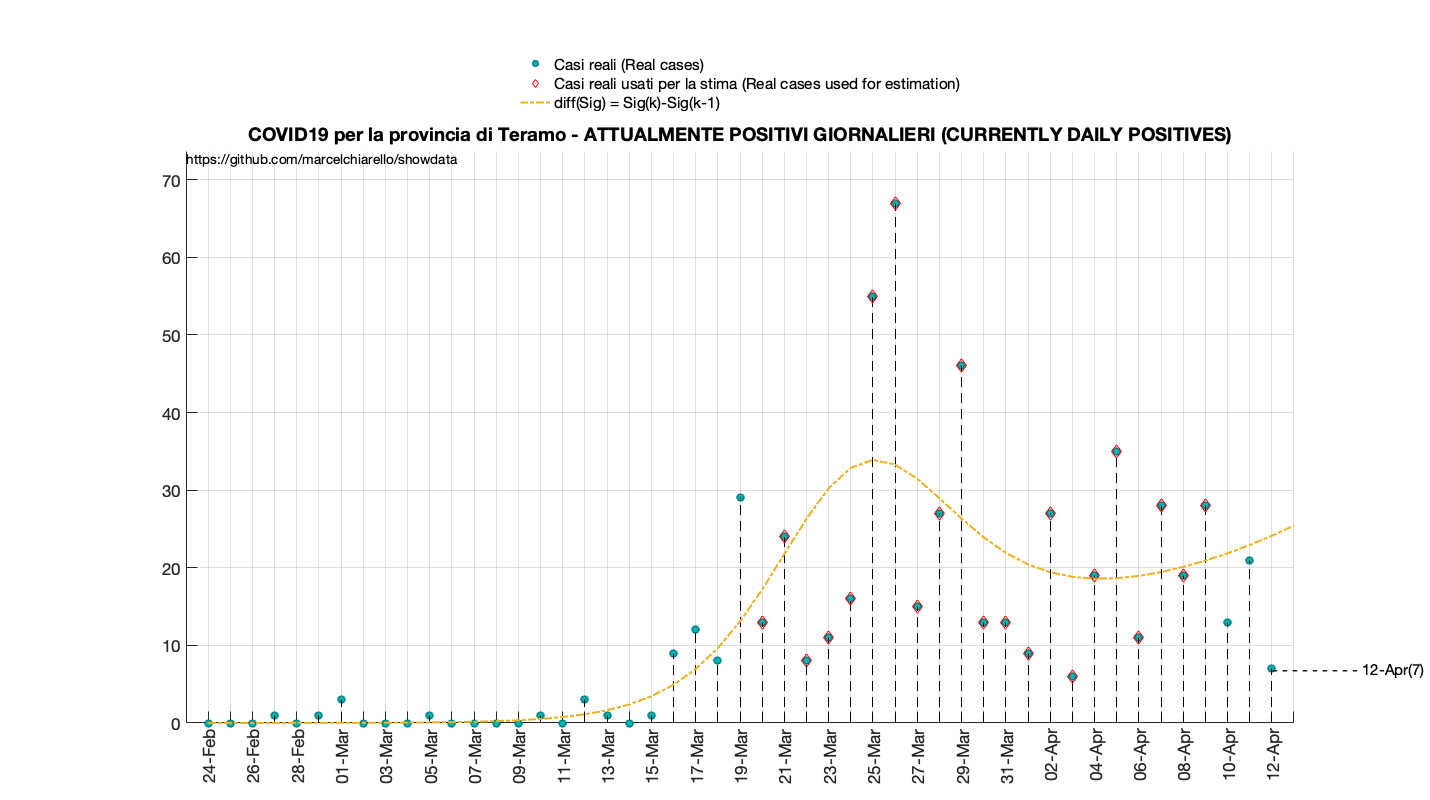 Casi reali (Real cases)
Casi reali usati per la stima (Real cases used for estimation)
diff(Sig) = Sig(k)-Sig(k-1)
COVID19 per la provincia di Teramo - ATTUALMENTE POSITIVI GIORNALIERI (CURRENTLY DAILY POSITIVES)
https://github.com/marcelchiarello/showdata
70
60
50
40
30
20
10
0
12-Apr(7)
24-Feb
26-Feb
28-Feb
01-Mar
03-Mar
05-Mar
07-Mar
09-Mar
11-Mar
13-Mar
15-Mar
17-Mar
19-Mar
21-Mar
23-Mar
25-Mar
27-Mar
29-Mar
31-Mar
02-Apr
04-Apr
06-Apr
08-Apr
10-Apr
12-Apr